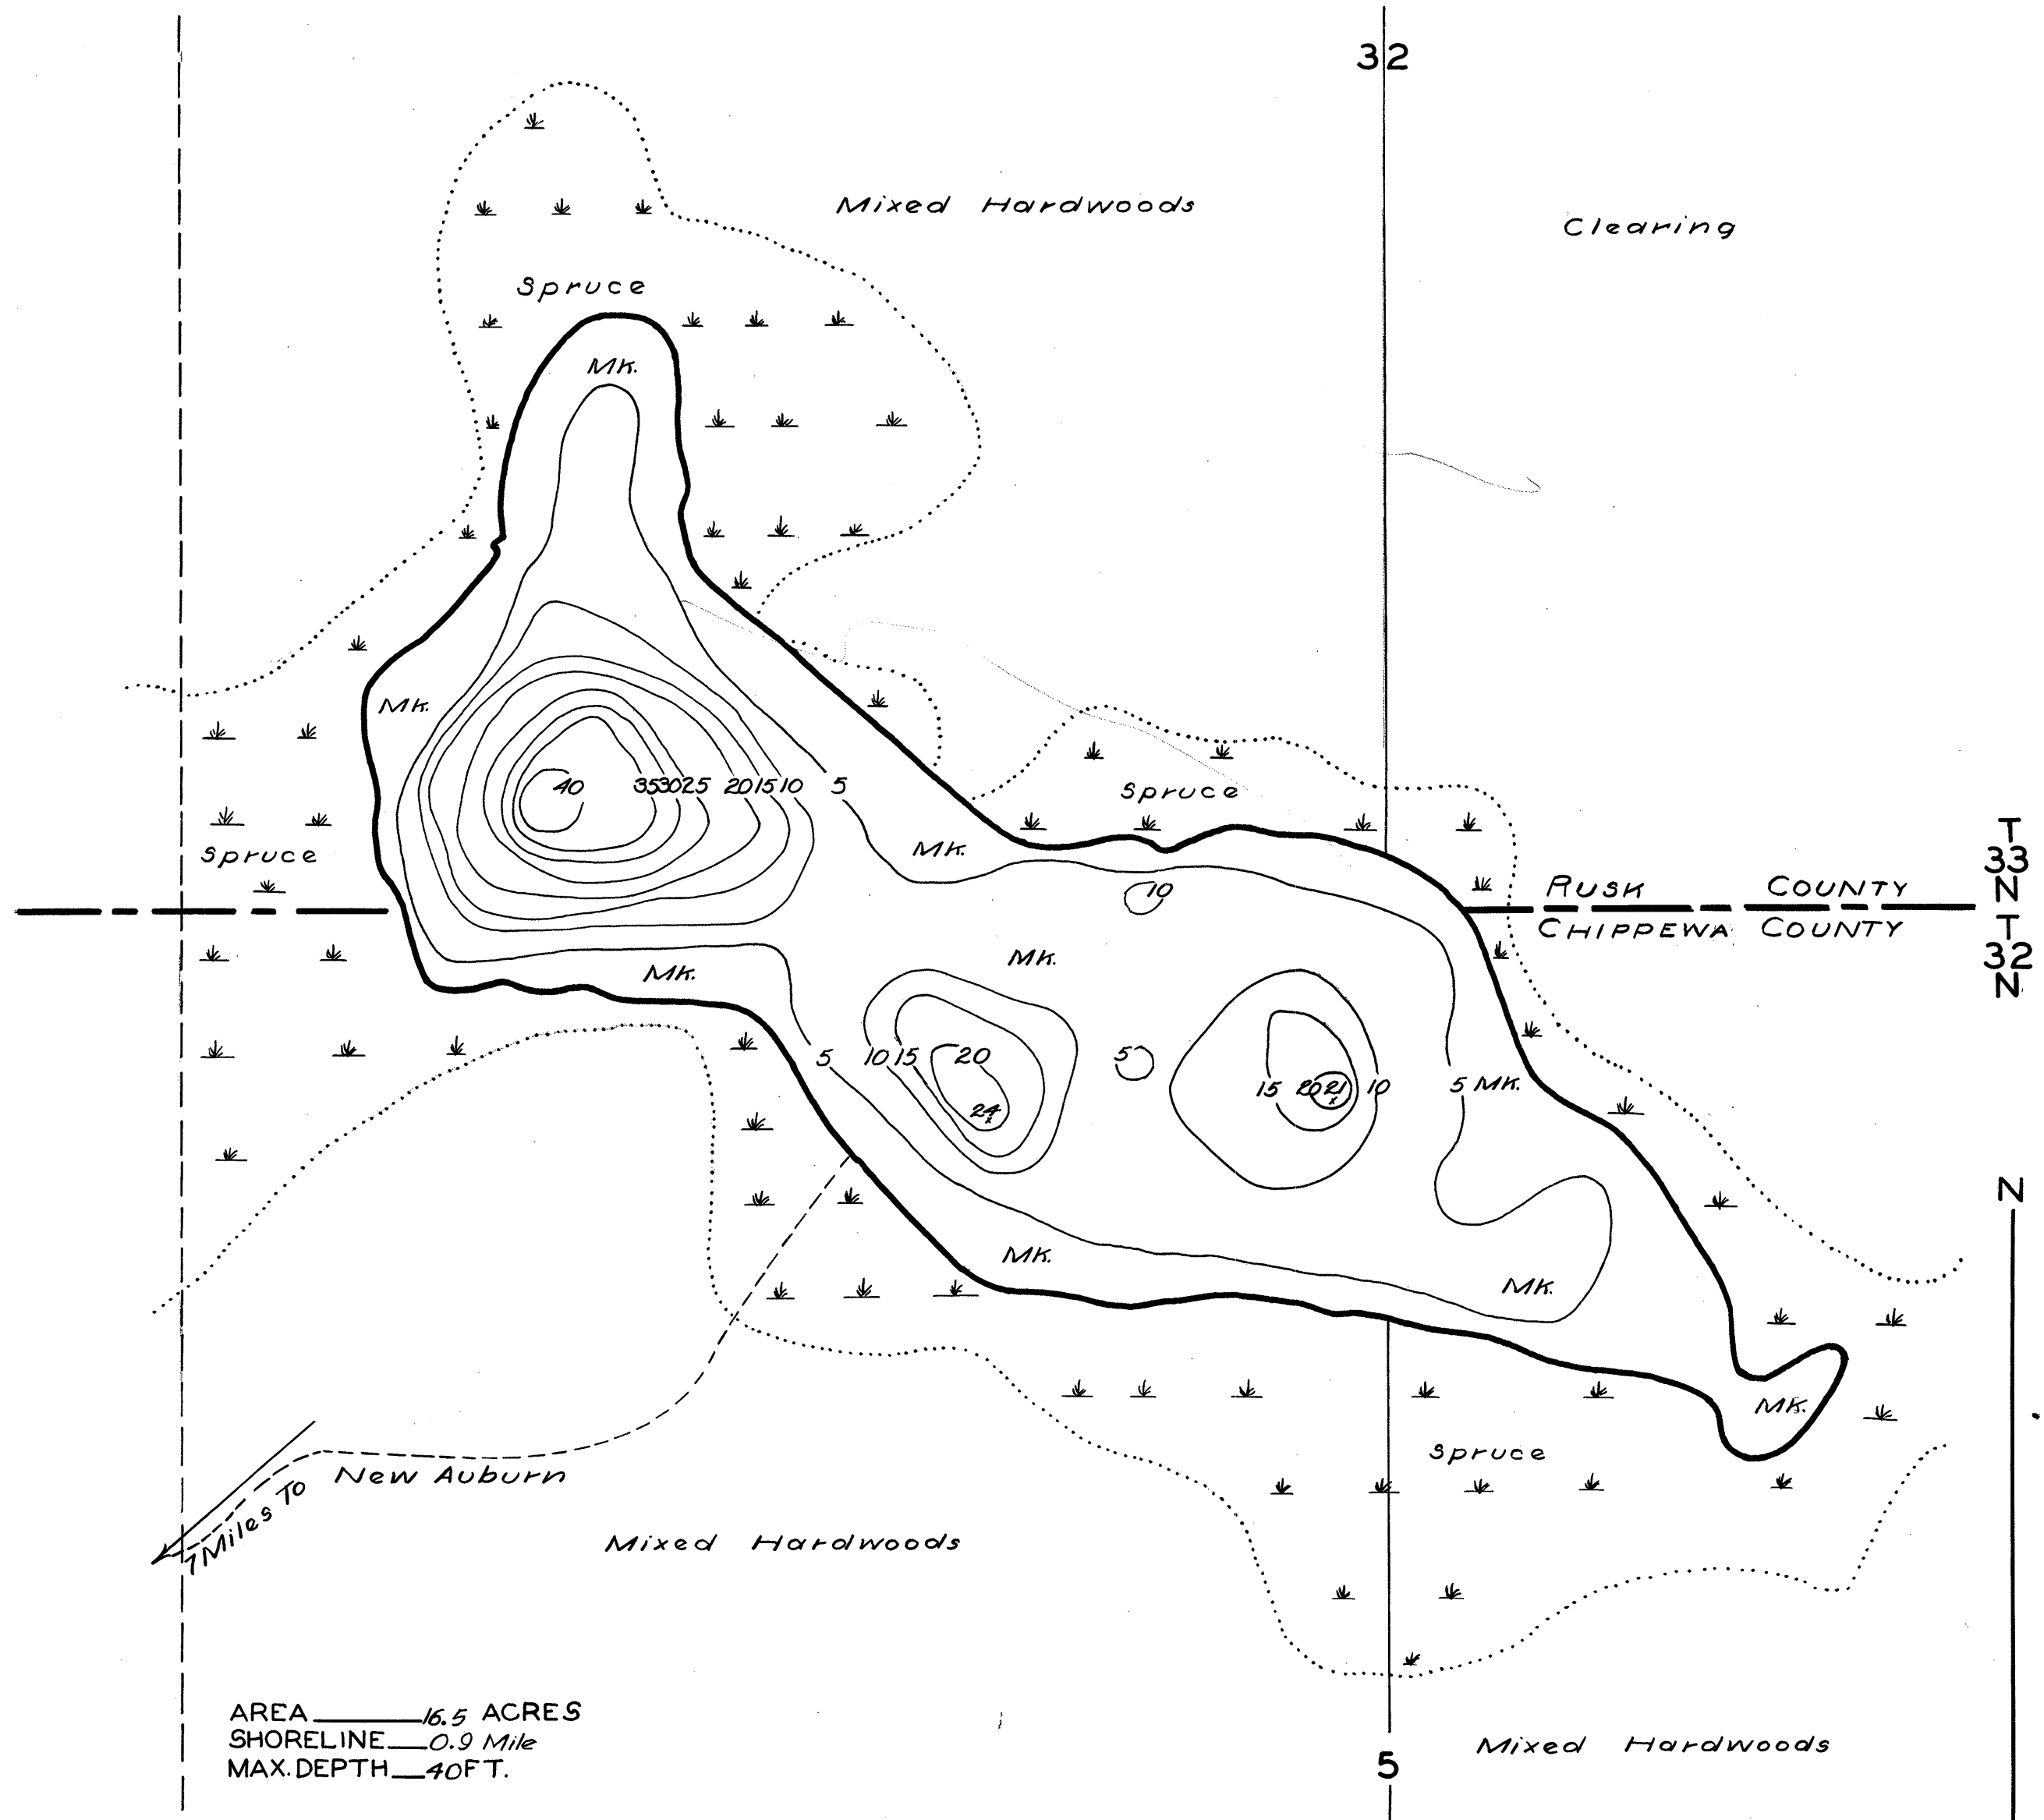 32
Mixed Hardwoods
Clearing
Spruce
MK.
MK.
40 35 30 25 20 15 10 5
Spruce
T
33
N
MK.
Spruce
10
RUSK COUNTY
CHIPPEWA COUNTY
T
32
N
MK.
MK.
5 10 15 20
5
15 20 21 10 5 MK.
24
N
MK.
MK.
MK.
Spruce
New Auburn
7 Miles To
Mixed Hardwoods
AREA 16.5 ACRES
SHORELINE 0.9 Mile
MAX. DEPTH 40 FT.
5
Mixed Hardwoods